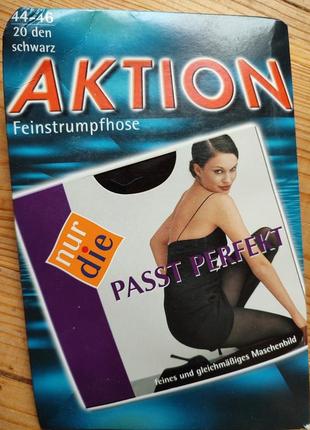 44-46
20 den
schwarz
AKTION
Feinstrumpfhose
nur
die
PASST PERFEKT
feines und gleichmäßiges Maschenbild